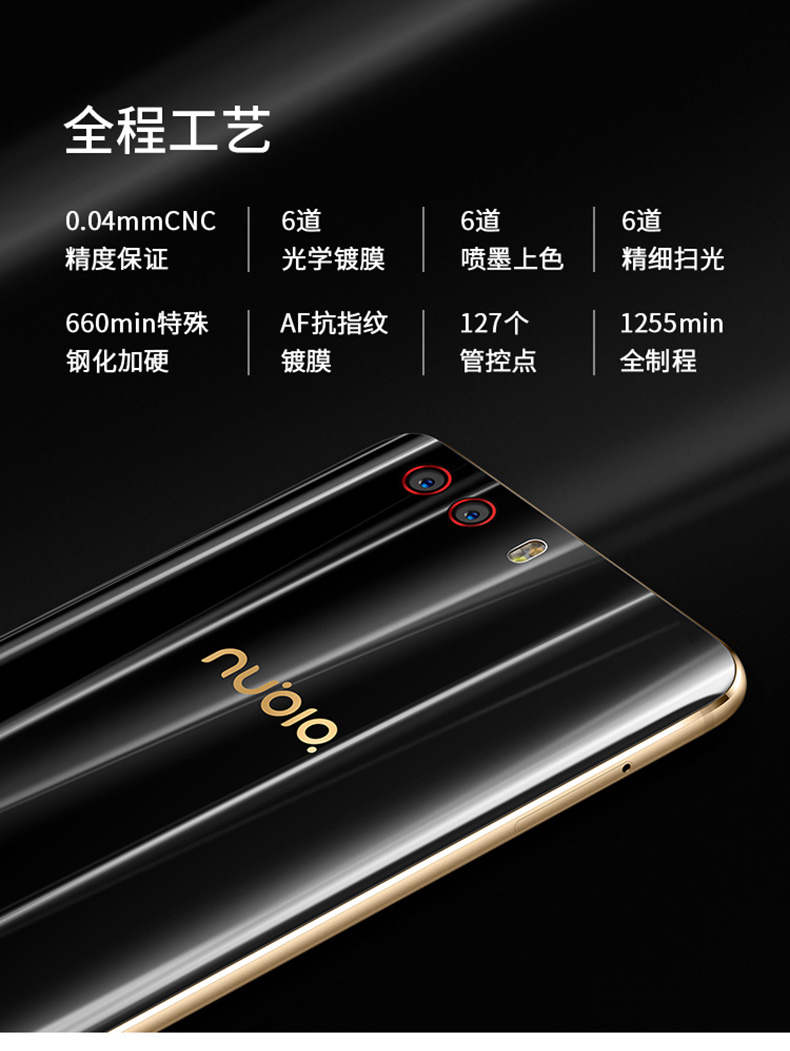 全程工艺
0.04mmCNC
精度保证
6道
光学镀膜
6道
喷墨上色
6道
精细扫光
660min特殊
钢化加硬
AF抗指纹
镀膜
127个
管控点
1255min
全制程
nubia